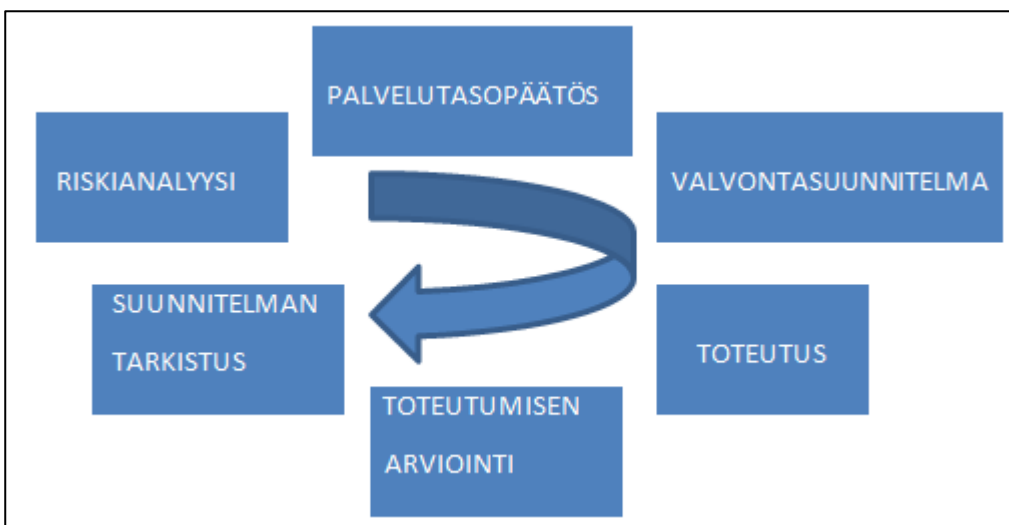 PALVELUTASOPÄÄTÖS
RISKIANALYYSI
VALVONTASUUNNITELMA
SUUNNITELMAN
TARKISTUS
TOTEUTUS
TOTEUTUMISEN
ARVIOINTI